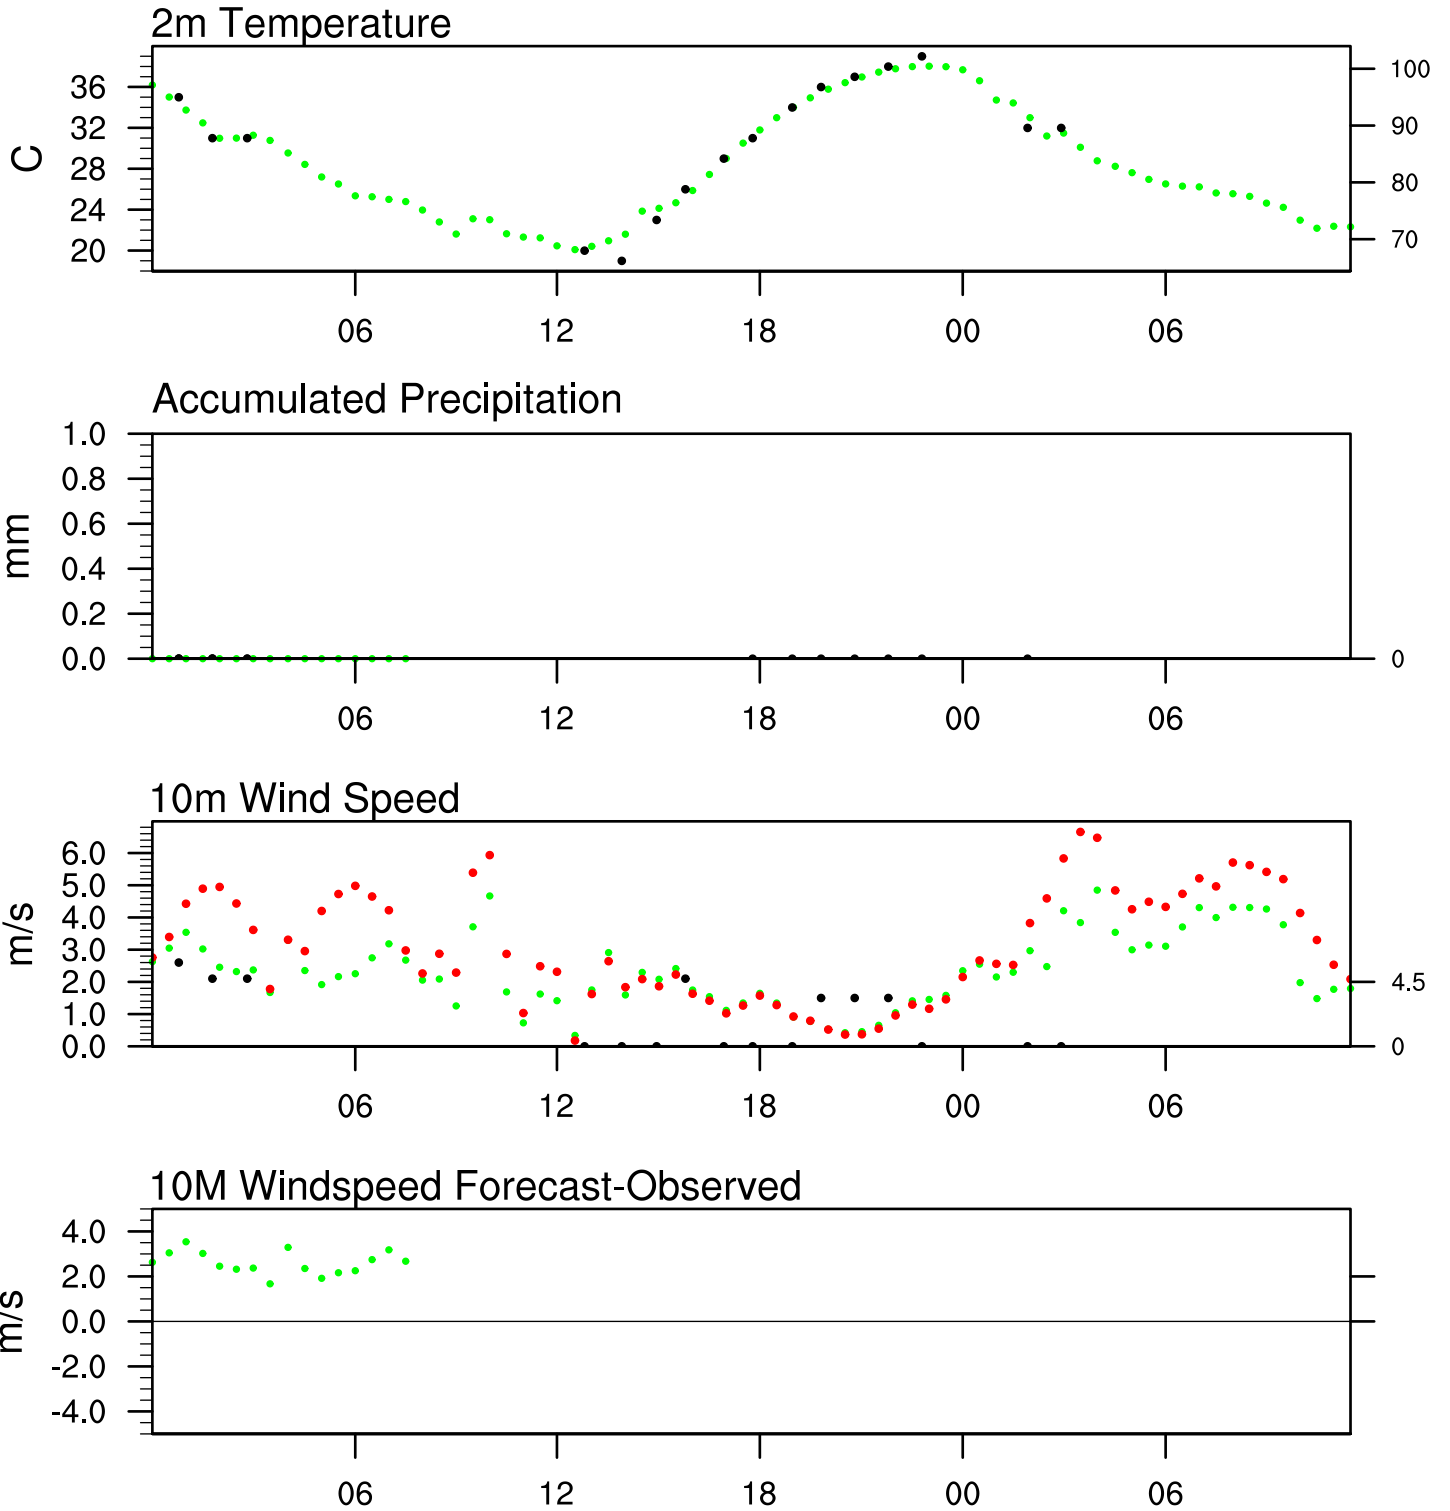 2m Temperature
C
36
32
28
24
20
100
90
80
70
06 12 18 00 06
Accumulated Precipitation
mm
1.0
0.8
0.6
0.4
0.2
0.0
0
06 12 18 00 06
10m Wind Speed
m/s
6.0
5.0
4.0
3.0
2.0
1.0
0.0
4.5
0
06 12 18 00 06
10M Windspeed Forecast-Observed
m/s
4.0
2.0
0.0
-2.0
-4.0
06 12 18 00 06